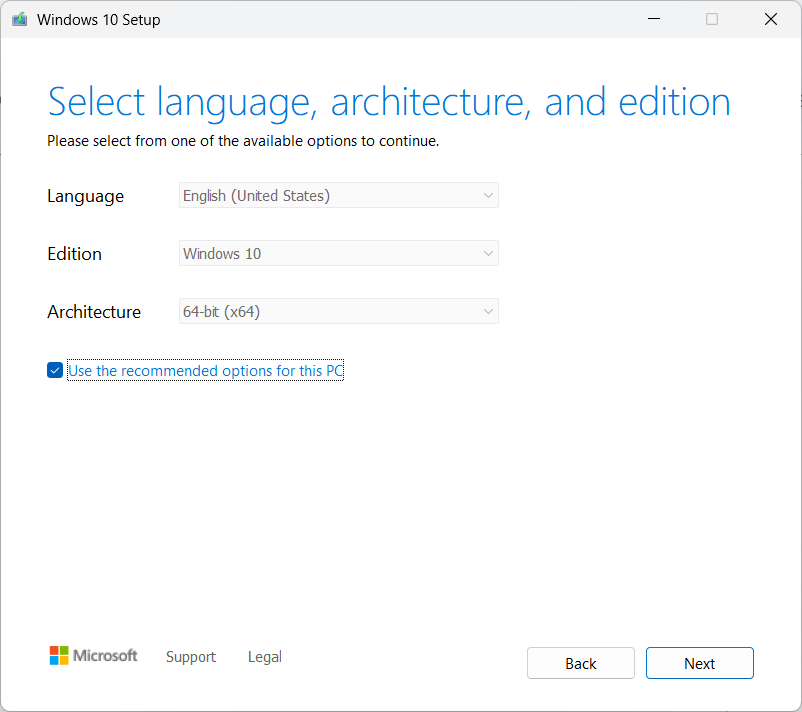 Windows 10 Setup
Select language, architecture, and edition
Please select from one of the available options to continue.
Language English (United States)
Edition Windows 10
Architecture 64-bit (x64)
Use the recommended options for this PC
Microsoft Support Legal Back Next